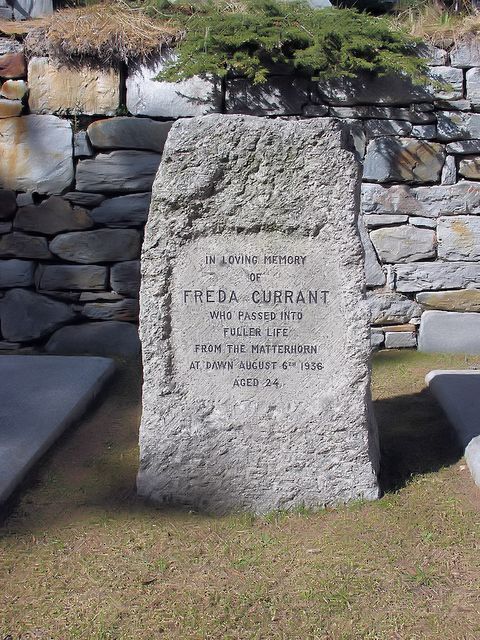 IN LOVING MEMORY
OF
FREDA CURRANT
WHO PASSED INTO
FULLER LIFE
FROM THE MATTERHORN
AT DAWN AUGUST 6TH 1936
AGED 24